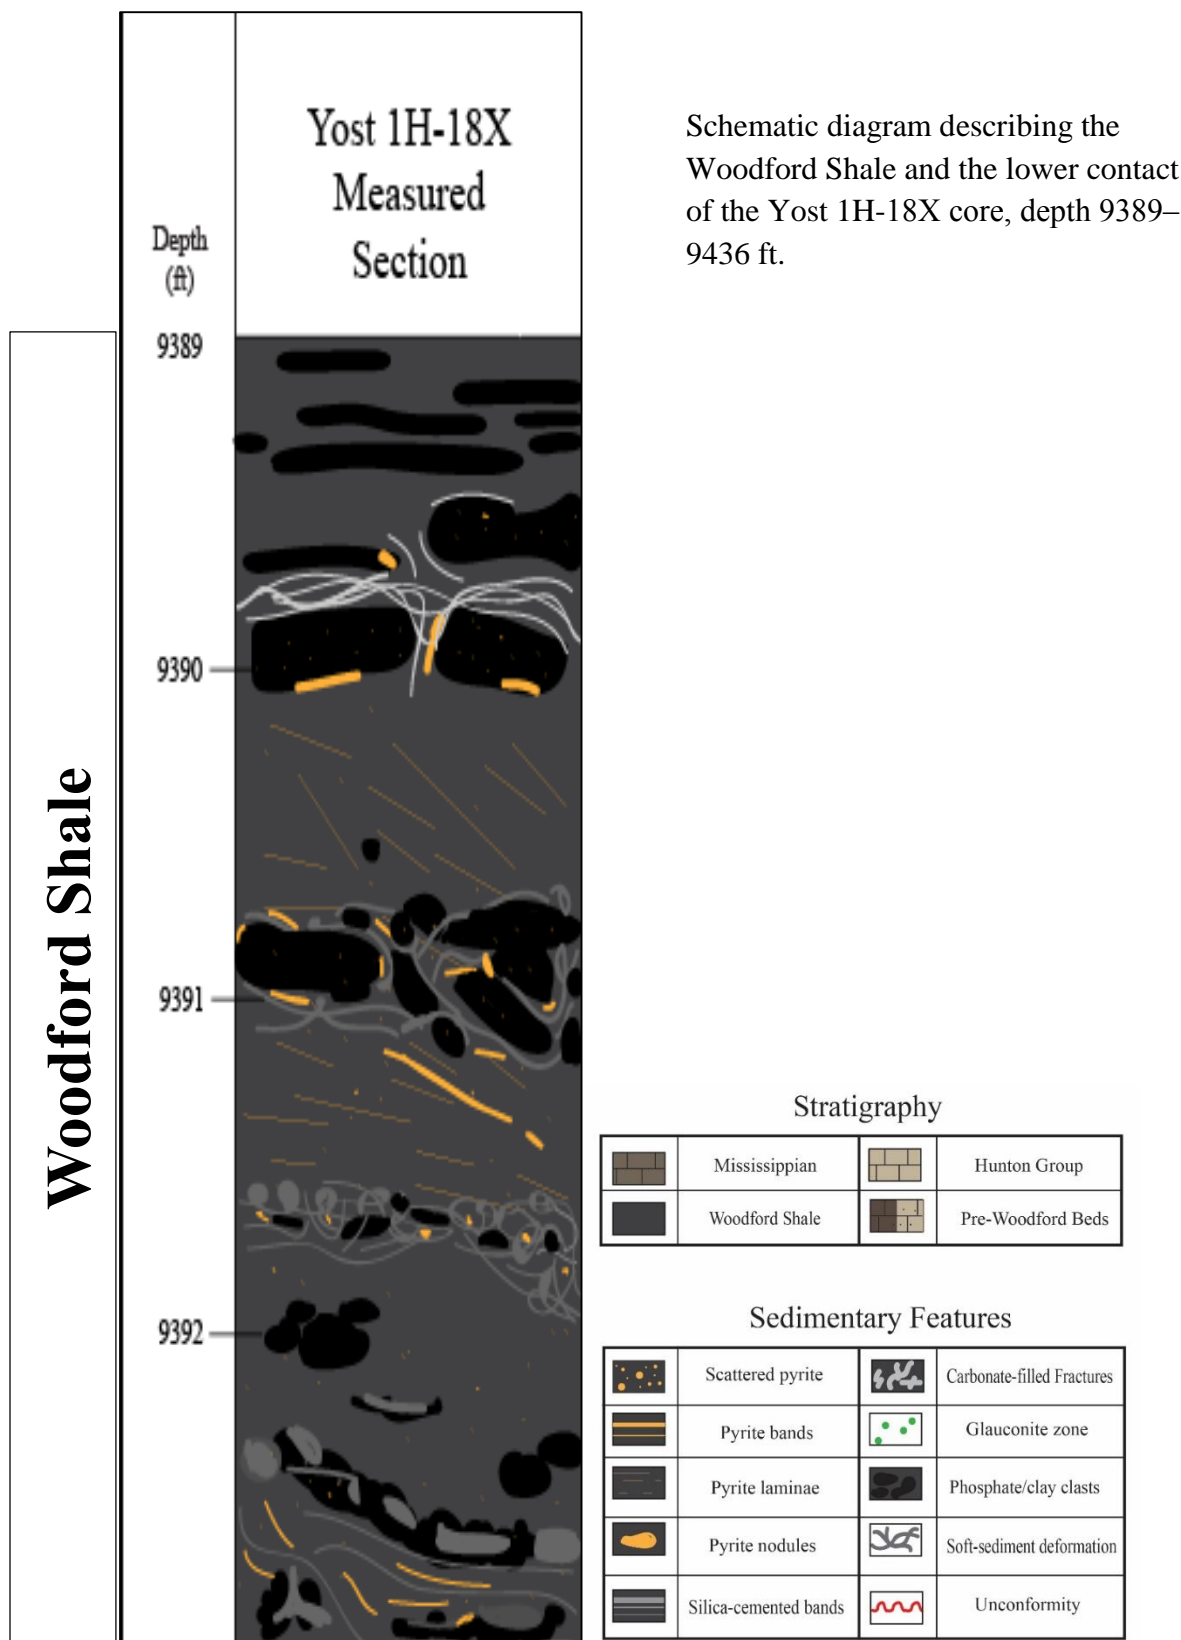 Yost 1H-18X
Measured
Section
Depth
(ft)
Schematic diagram describing the
Woodford Shale and the lower contact
of the Yost 1H-18X core, depth 9389–
9436 ft.
Woodford Shale
9389
9390
9391
9392
Stratigraphy
Mississippian
Hunton Group
Woodford Shale
Pre-Woodford Beds
Sedimentary Features
Scattered pyrite
Carbonate-filled Fractures
Pyrite bands
Glauconite zone
Pyrite laminae
Phosphate/clay clasts
Pyrite nodules
Soft-sediment deformation
Silica-cemented bands
Unconformity